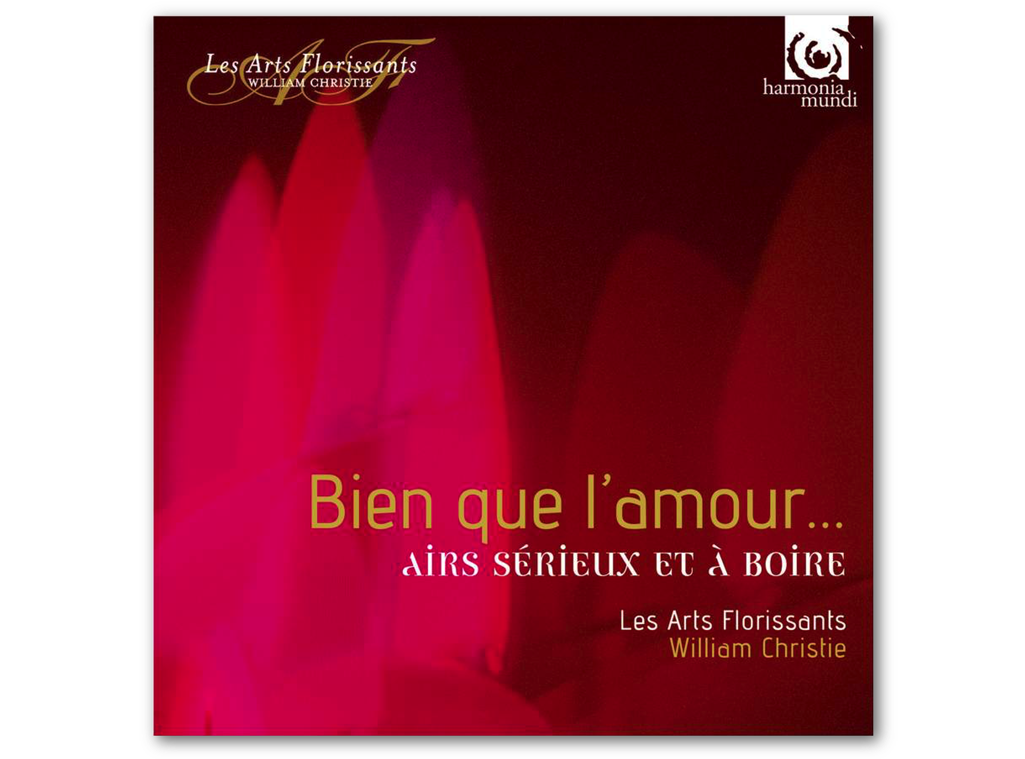 Les Arts Florissants
WILLIAM CHRISTIE
harmonia
mundi
Bien que l'amour...
AIRS SÉRIEUX ET À BOIRE
Les Arts Florissants
William Christie